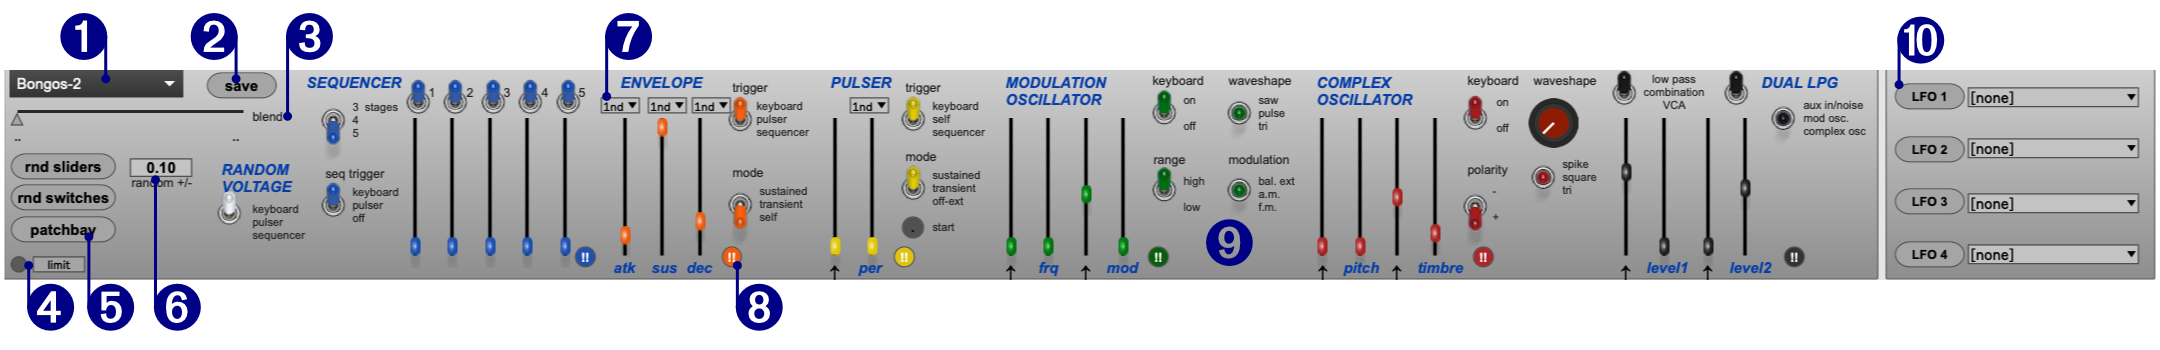 1
2
3
7
10
Bongos-2
save
blend
--
--
rnd sliders
0.10
random +/-
rnd switches
patchbay
limit
4
5
6
RANDOM
VOLTAGE
keyboard
pulser
sequencer
SEQUENCER
3 stages
4
5
seq trigger
keyboard
pulser
off
1
2
3
4
5
!!
ENVELOPE
1nd ▼
1nd ▼
1nd ▼
atk
sus
dec
trigger
keyboard
pulser
sequencer
mode
sustained
transient
self
!!
8
PULSER
1nd ▼
per
trigger
keyboard
self
sequencer
mode
sustained
transient
off-ext
start
!!
MODULATION
OSCILLATOR
frq
mod
keyboard
on
off
range
high
low
!!
waveshape
saw
pulse
tri
modulation
bal. ext
a.m.
f.m.
9
COMPLEX
OSCILLATOR
pitch
timbre
keyboard
on
off
polarity
-
+
!!
waveshape
spike
square
tri
low pass
combination
VCA
level1
level2
DUAL LPG
aux in/noise
mod osc.
complex osc
!!
LFO 1
[none]
LFO 2
[none]
LFO 3
[none]
LFO 4
[none]